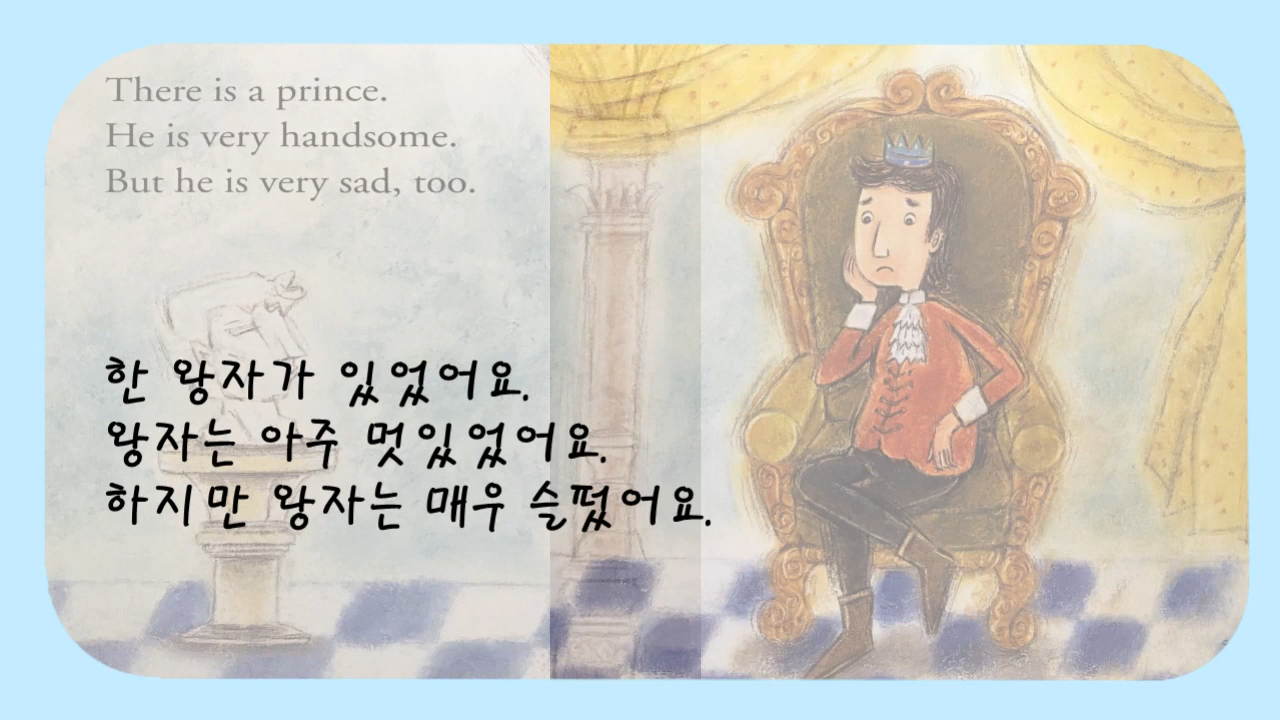 There is a prince.
He is very handsome.
But he is very sad, too.
한 왕자가 있었어요.
왕자는 아주 멋있었어요.
하지만 왕자는 매우 슬펐어요.